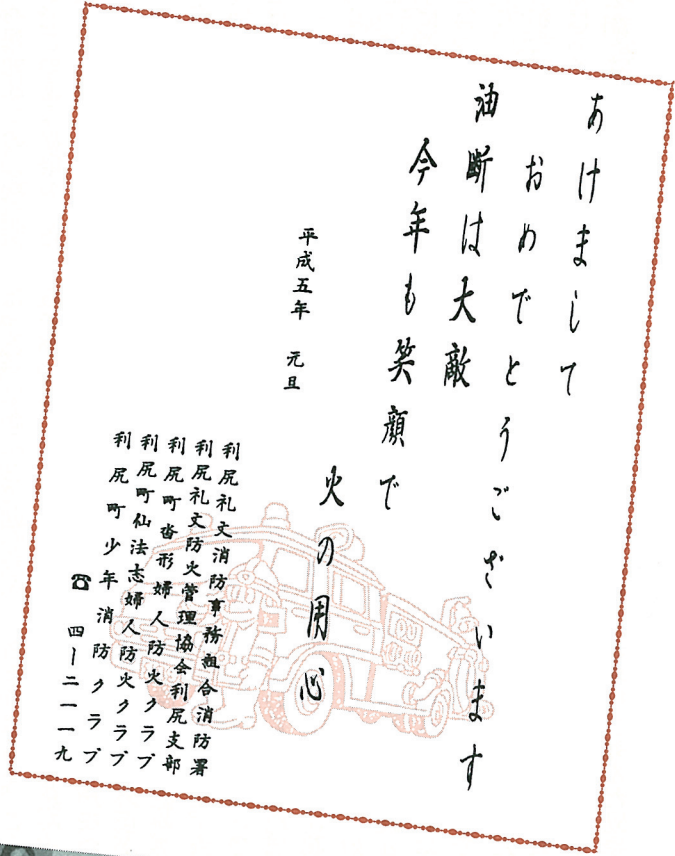 あけまして
おめでとうございます
油断は大敵
今年も笑顔で
火の用心
平成五年 元旦
利尻礼文消防事務組合消防署
利尻礼文防火管理協会利尻支部
利尻町沓形婦人防火クラブ
利尻町仙法志婦人防火クラブ
利尻町少年消防クラブ
☎ 四ー二一一九